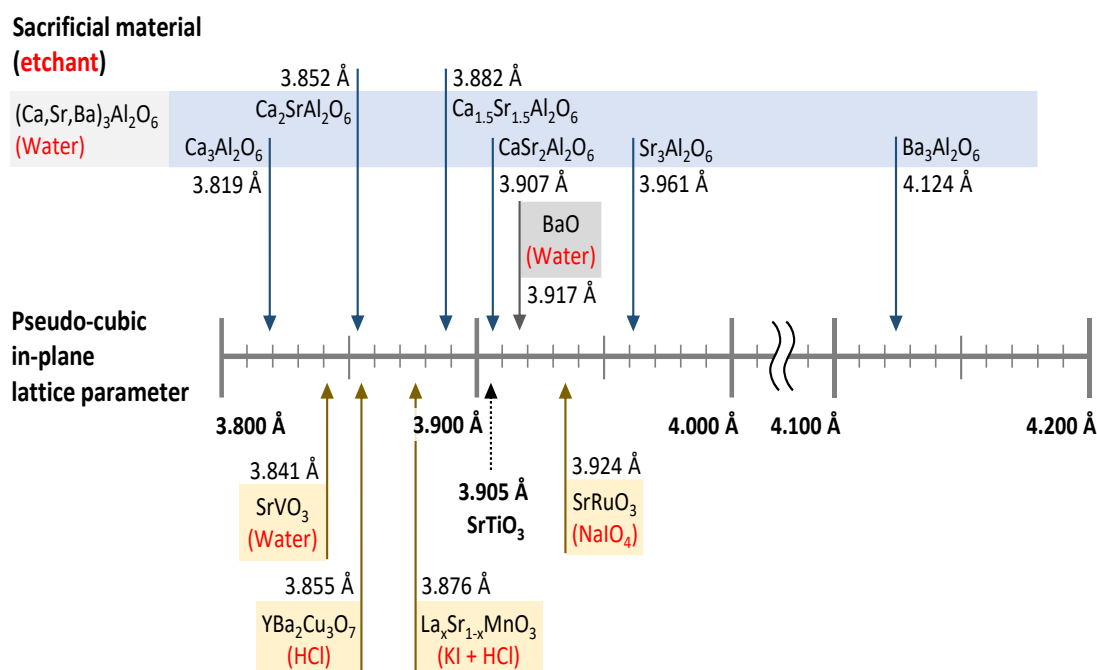 Sacrificial material
(etchant)
3.852 Å
3.882 Å
(Ca,Sr,Ba)₃Al₂O₆
(Water)
Ca₂SrAl₂O₆
Ca₁.₅Sr₁.₅Al₂O₆
Ca₃Al₂O₆
CaSr₂Al₂O₆
Sr₃Al₂O₆
Ba₃Al₂O₆
3.819 Å
3.907 Å
3.961 Å
4.124 Å
BaO
(Water)
3.917 Å
Pseudo-cubic
in-plane
lattice parameter
3.800 Å
3.900 Å
4.000 Å
4.100 Å
4.200 Å
3.841 Å
SrVO₃
(Water)
3.905 Å
SrTiO₃
3.924 Å
SrRuO₃
(NaIO₄)
3.855 Å
YBa₂Cu₃O₇
(HCl)
3.876 Å
LaₓSr₁₋ₓMnO₃
(KI + HCl)